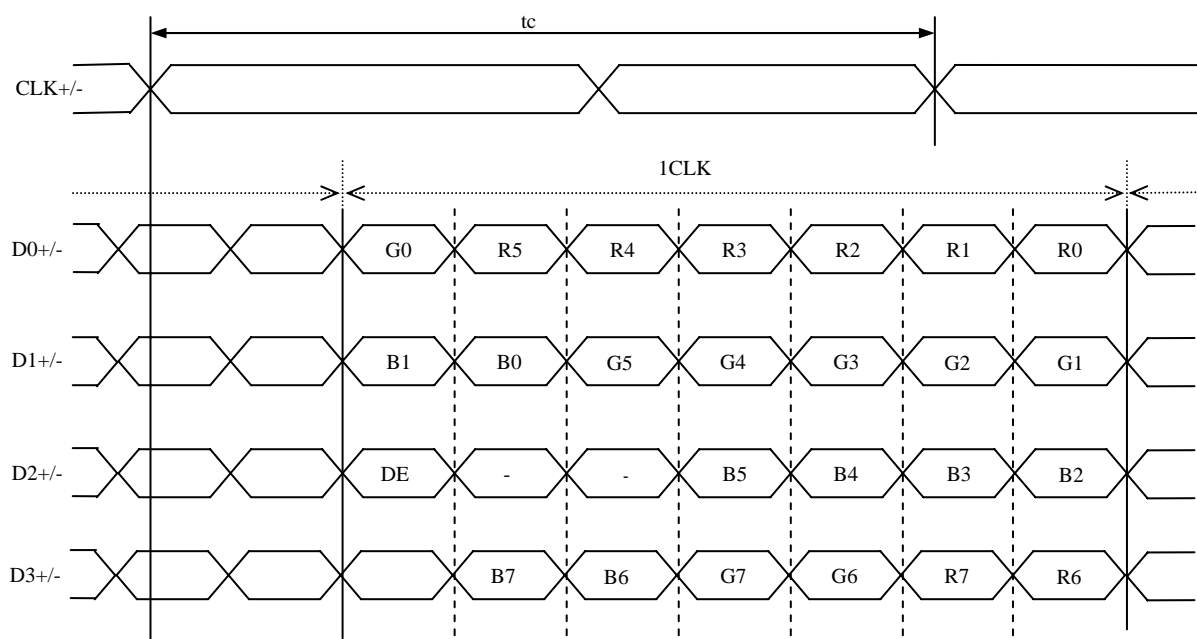 tc
CLK+/-
1CLK
D0+/- G0 R5 R4 R3 R2 R1 R0
D1+/- B1 B0 G5 G4 G3 G2 G1
D2+/- DE - - B5 B4 B3 B2
D3+/- B7 B6 G7 G6 R7 R6